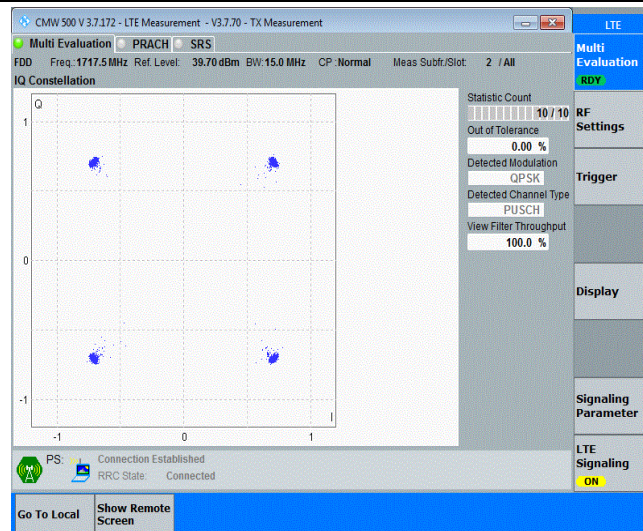 CMW 500 V 3.7.172 - LTE Measurement - V3.7.70 - TX Measurement
LTE
Multi Evaluation PRACH SRS
Multi Evaluation
RDY
FDD Freq.: 1717.5 MHz Ref. Level: 39.70 dBm BW: 15.0 MHz CP : Normal Meas Subfr./Slot: 2 / All
IQ Constellation
Q
1
0
-1
-1 0 1
I
Statistic Count
10 / 10
Out of Tolerance
0.00 %
Detected Modulation
QPSK
Detected Channel Type
PUSCH
View Filter Throughput
100.0 %
RF
Settings
Trigger
Display
Signaling
Parameter
LTE
Signaling
ON
PS: Connection Established
RRC State: Connected
Go To Local
Show Remote
Screen